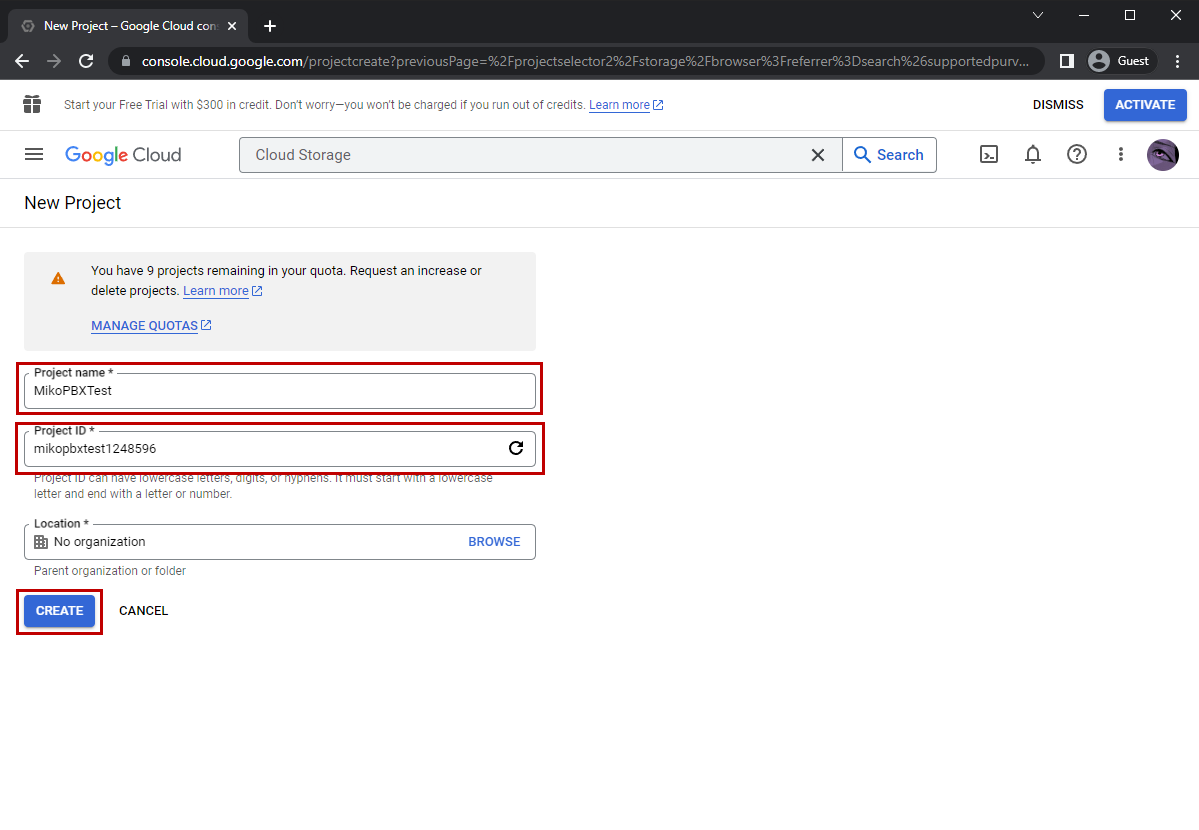 New Project – Google Cloud con
console.cloud.google.com/projectcreate?previousPage=%2Fprojectselector2%2Fstorage%2Fbrowser%3Freferrer%3Dsearch%26supportedpurv...
Guest
Start your Free Trial with $300 in credit. Don't worry—you won't be charged if you run out of credits. Learn more
DISMISS
ACTIVATE
Google Cloud
Cloud Storage
Search
New Project
You have 9 projects remaining in your quota. Request an increase or
delete projects. Learn more
MANAGE QUOTAS
Project name *
MikoPBXTest
Project ID *
mikopbxtest1248596
Project ID can have lowercase letters, digits, or hyphens. It must start with a lowercase
letter and end with a letter or number.
Location *
No organization
BROWSE
Parent organization or folder
CREATE
CANCEL